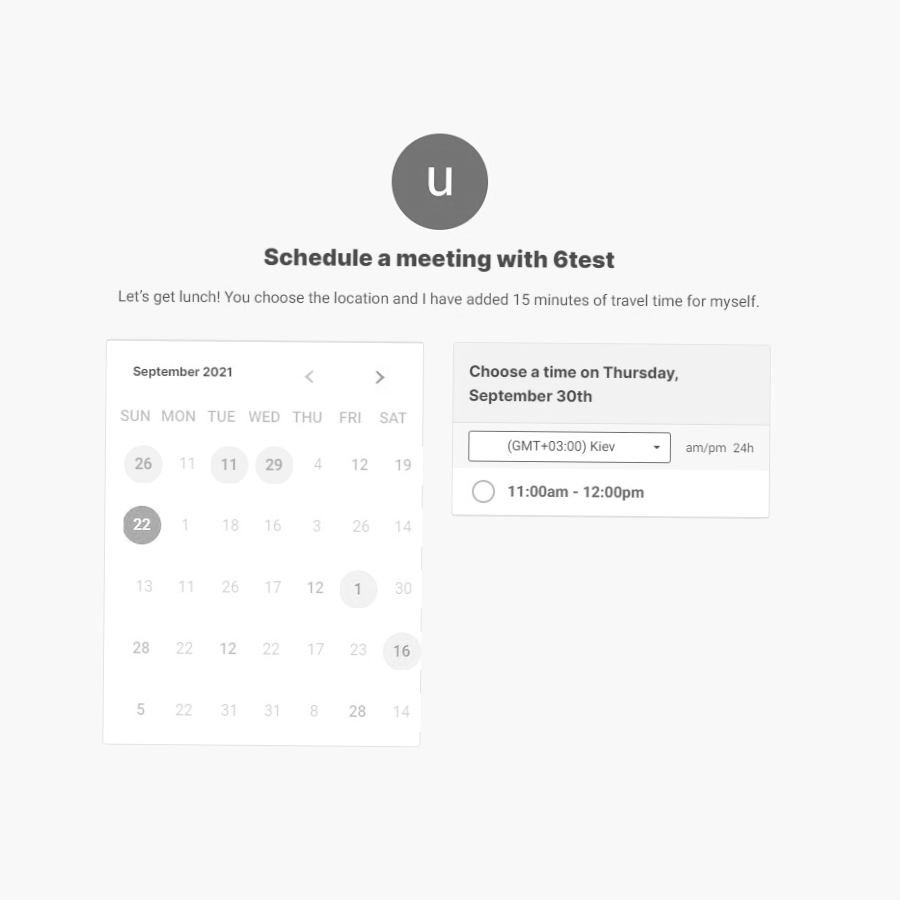 u
Schedule a meeting with 6test
Let's get lunch! You choose the location and I have added 15 minutes of travel time for myself.
September 2021
SUN MON TUE WED THU FRI SAT
26 11 11 29 4 12 19
22 1 18 16 3 26 14
13 11 26 17 12 1 30
28 22 12 22 17 23 16
5 22 31 31 8 28 14
Choose a time on Thursday,
September 30th
(GMT+03:00) Kiev am/pm 24h
11:00am - 12:00pm